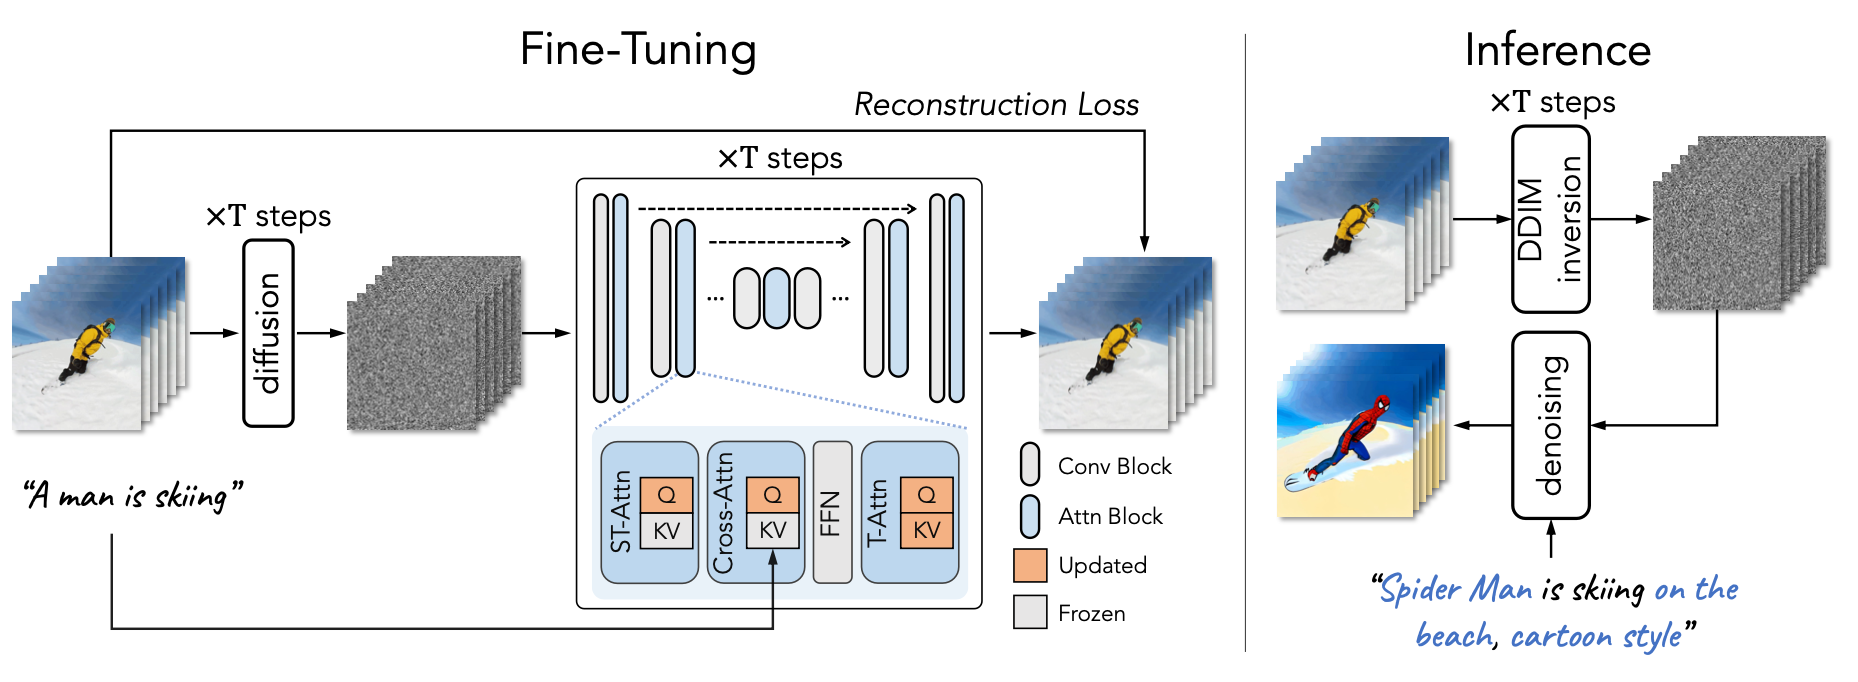 Fine-Tuning
Reconstruction Loss
×T steps
×T steps
diffusion
...
...
"A man is skiing"
ST-Attn
Q
KV
Cross-Attn
Q
KV
FFN
T-Attn
Q
KV
Conv Block
Attn Block
Updated
Frozen
Inference
×T steps
DDIM
inversion
denoising
“Spider Man is skiing on the
beach, cartoon style”